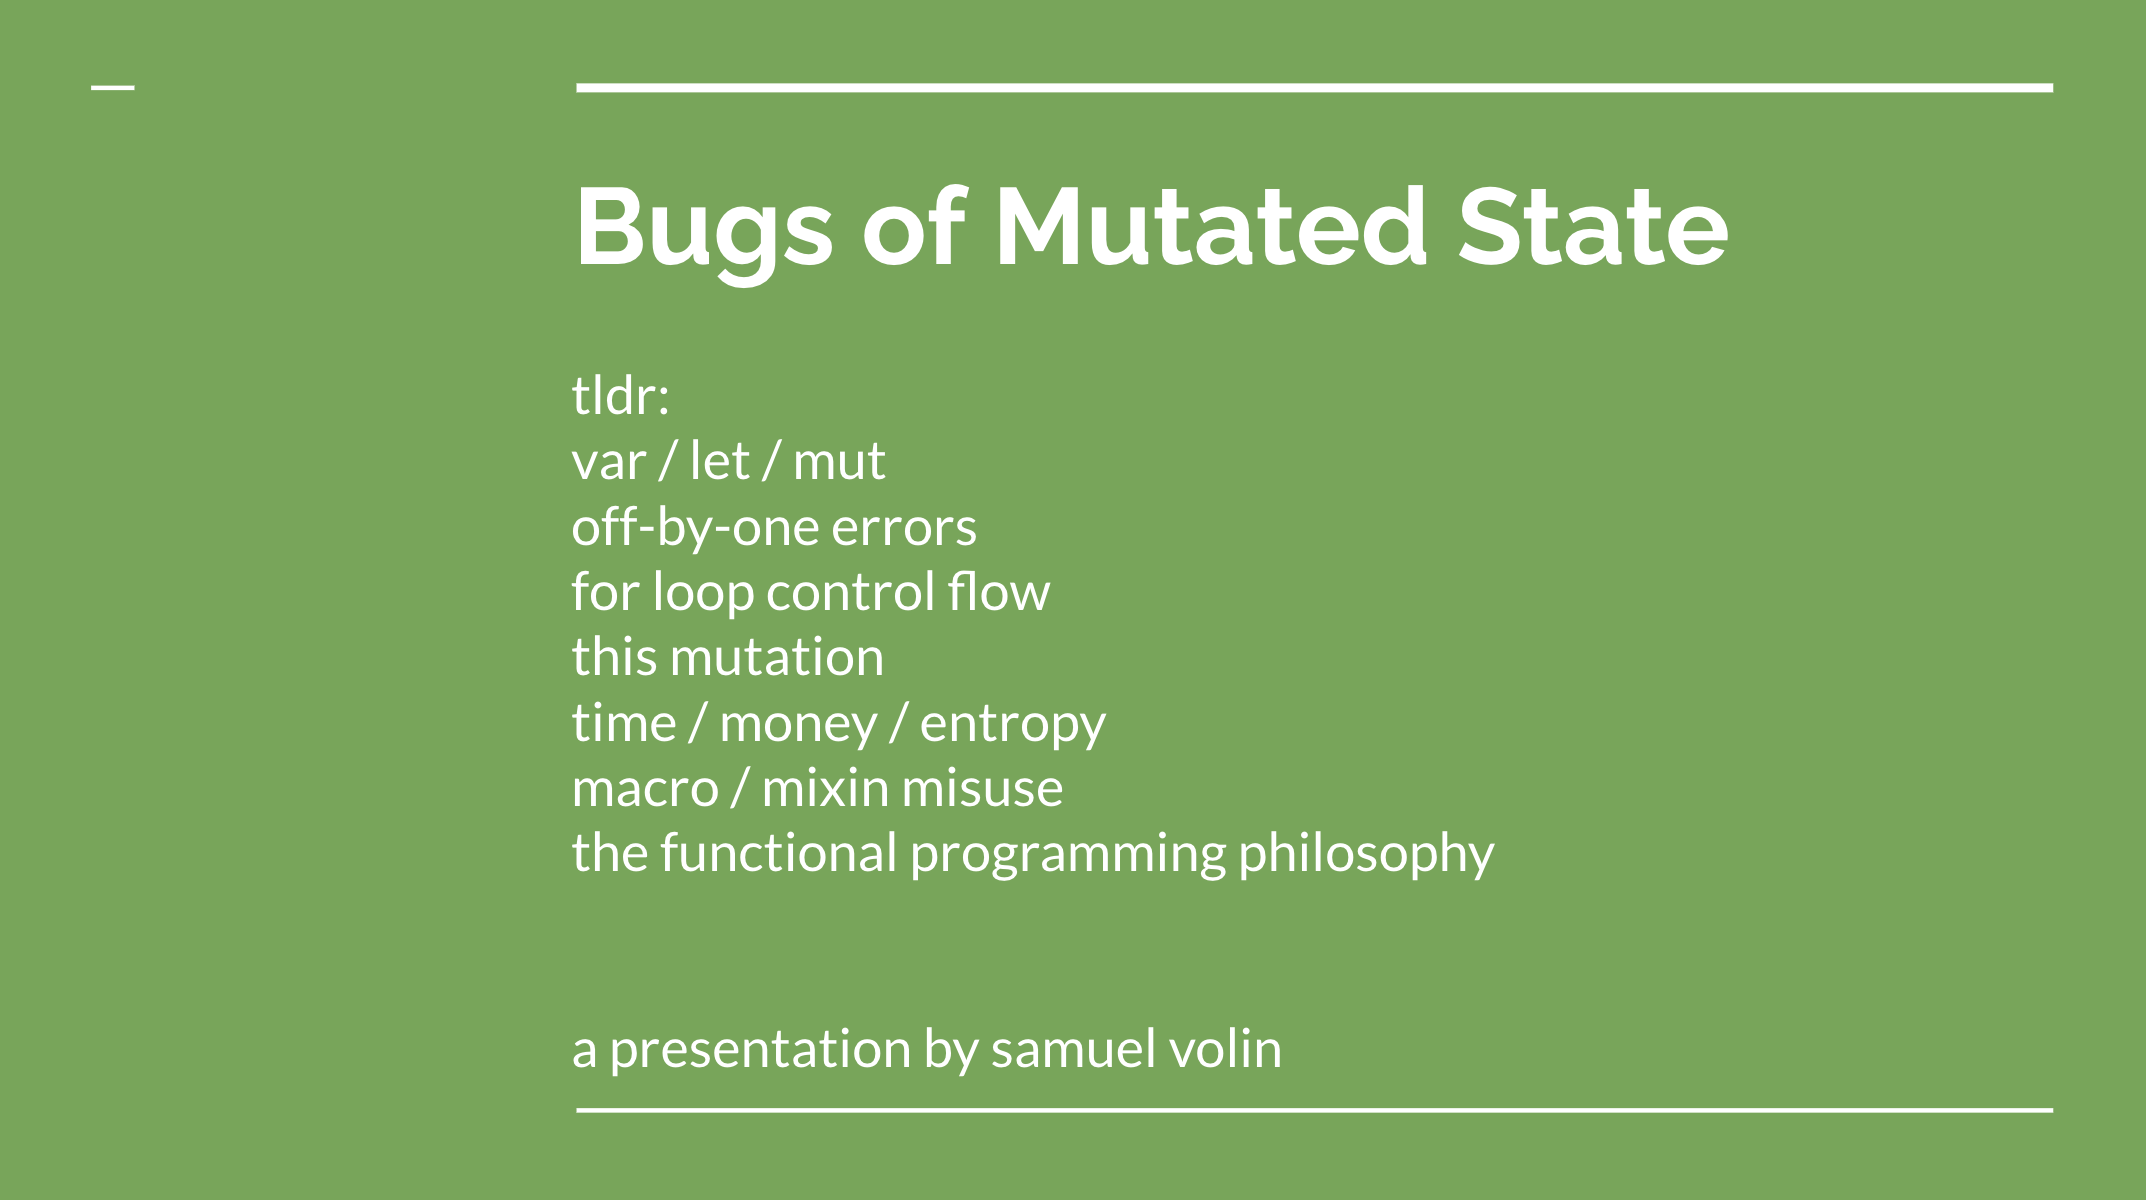 Bugs of Mutated State
tldr:
var / let / mut
off-by-one errors
for loop control flow
this mutation
time / money / entropy
macro / mixin misuse
the functional programming philosophy
a presentation by samuel volin